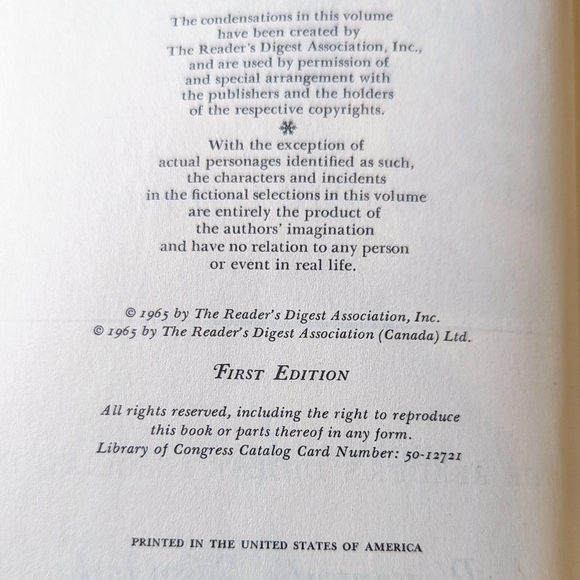 The condensations in this volume
have been created by
The Reader's Digest Association, Inc.,
and are used by permission of
and special arrangement with
the publishers and the holders
of the respective copyrights.
With the exception of
actual personages identified as such,
the characters and incidents
in the fictional selections in this volume
are entirely the product of
the authors' imagination
and have no relation to any person
or event in real life.
© 1965 by The Reader's Digest Association, Inc.
© 1965 by The Reader's Digest Association (Canada) Ltd.
First Edition
All rights reserved, including the right to reproduce
this book or parts thereof in any form.
Library of Congress Catalog Card Number: 50-12721
PRINTED IN THE UNITED STATES OF AMERICA